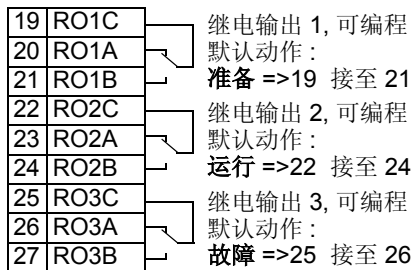 19 RO1C 继电输出 1, 可编程
20 RO1A 默认动作 :
21 RO1B 准备 =>19 接至 21
22 RO2C 继电输出 2, 可编程
23 RO2A 默认动作 :
24 RO2B 运行 =>22 接至 24
25 RO3C 继电输出 3, 可编程
26 RO3A 默认动作 :
27 RO3B 故障 =>25 接至 26